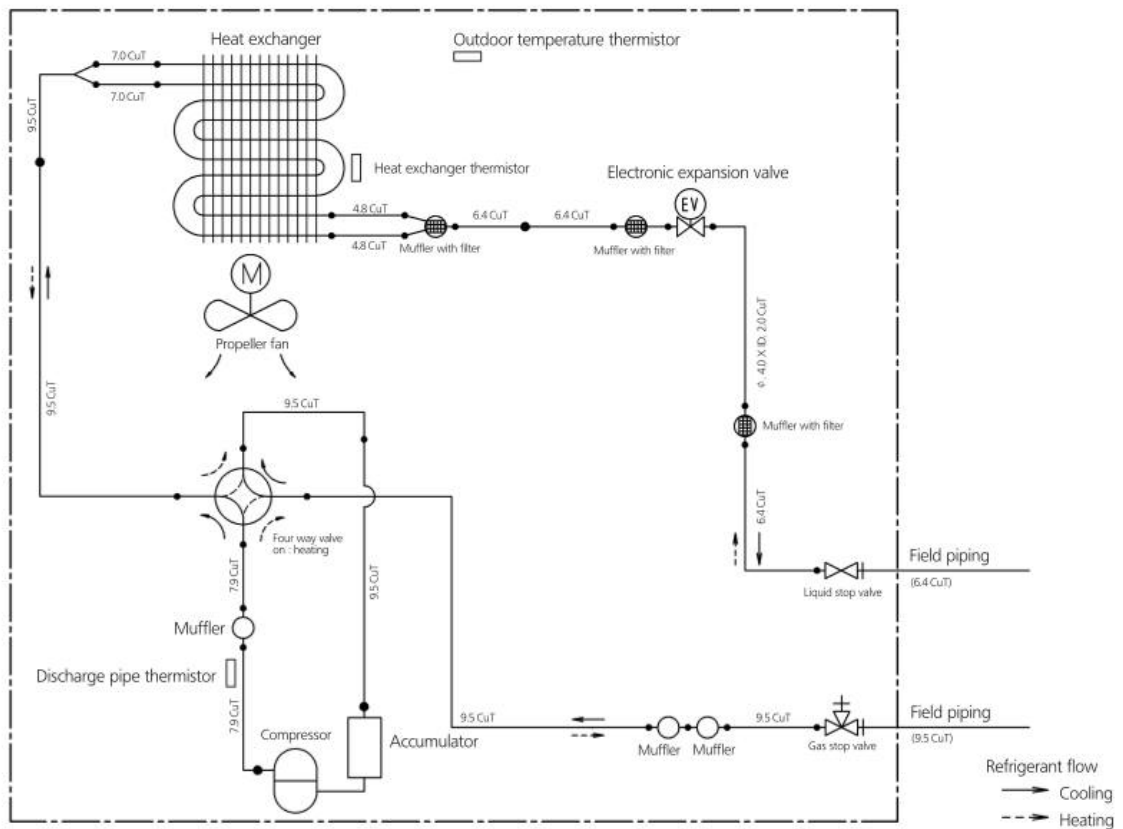 Heat exchanger
Outdoor temperature thermistor
7.0 CuT
7.0 CuT
9.5 CuT
Heat exchanger thermistor
Electronic expansion valve
EV
4.8 CuT
4.8 CuT
Muffler with filter
6.4 CuT
6.4 CuT
Muffler with filter
M
Propeller fan
9.5 CuT
9.5 CuT
φ. 4.0 X ID. 2.0 CuT
Muffler with filter
6.4 CuT
Four way valve
on : heating
7.9 CuT
9.5 CuT
Liquid stop valve
Field piping
(6.4 CuT)
Muffler
Discharge pipe thermistor
7.9 CuT
Compressor
Accumulator
9.5 CuT
Muffler
Muffler
9.5 CuT
Gas stop valve
Field piping
(9.5 CuT)
Refrigerant flow
Cooling
Heating